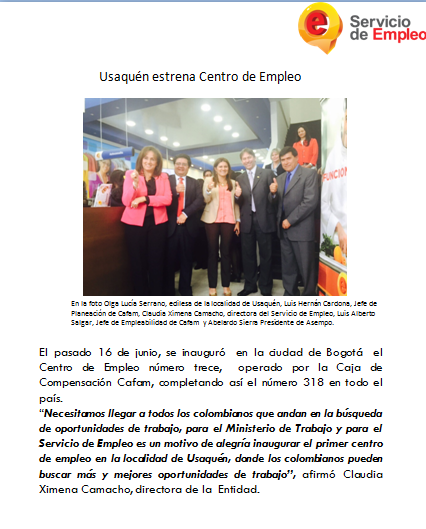 Servicio
de Empleo
Usaquén estrena Centro de Empleo
FUNCION
En la foto Olga Lucía Serrano, edilesa de la localidad de Usaquén, Luis Hernán Cardona, Jefe de
Planeación de Cafam, Claudia Ximena Camacho, directora del Servicio de Empleo, Luis Alberto
Salgar, Jefe de Empleabilidad de Cafam y Abelardo Sierra Presidente de Asempo.
El pasado 16 de junio, se inauguró en la ciudad de Bogotá el
Centro de Empleo número trece, operado por la Caja de
Compensación Cafam, completando así el número 318 en todo el
país.
“Necesitamos llegar a todos los colombianos que andan en la búsqueda
de oportunidades de trabajo, para el Ministerio de Trabajo y para el
Servicio de Empleo es un motivo de alegría inaugurar el primer centro
de empleo en la localidad de Usaquén, donde los colombianos pueden
buscar más y mejores oportunidades de trabajo”, afirmó Claudia
Ximena Camacho, directora de la Entidad.